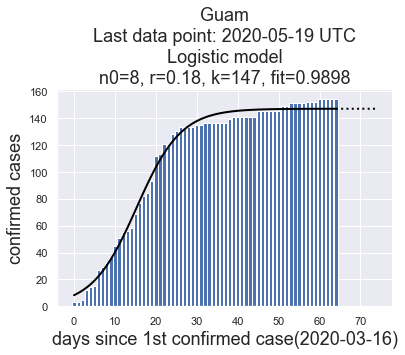 Guam
Last data point: 2020-05-19 UTC
Logistic model
n0=8, r=0.18, k=147, fit=0.9898
160
140
120
100
80
60
40
20
0
confirmed cases
0 10 20 30 40 50 60 70
days since 1st confirmed case(2020-03-16)